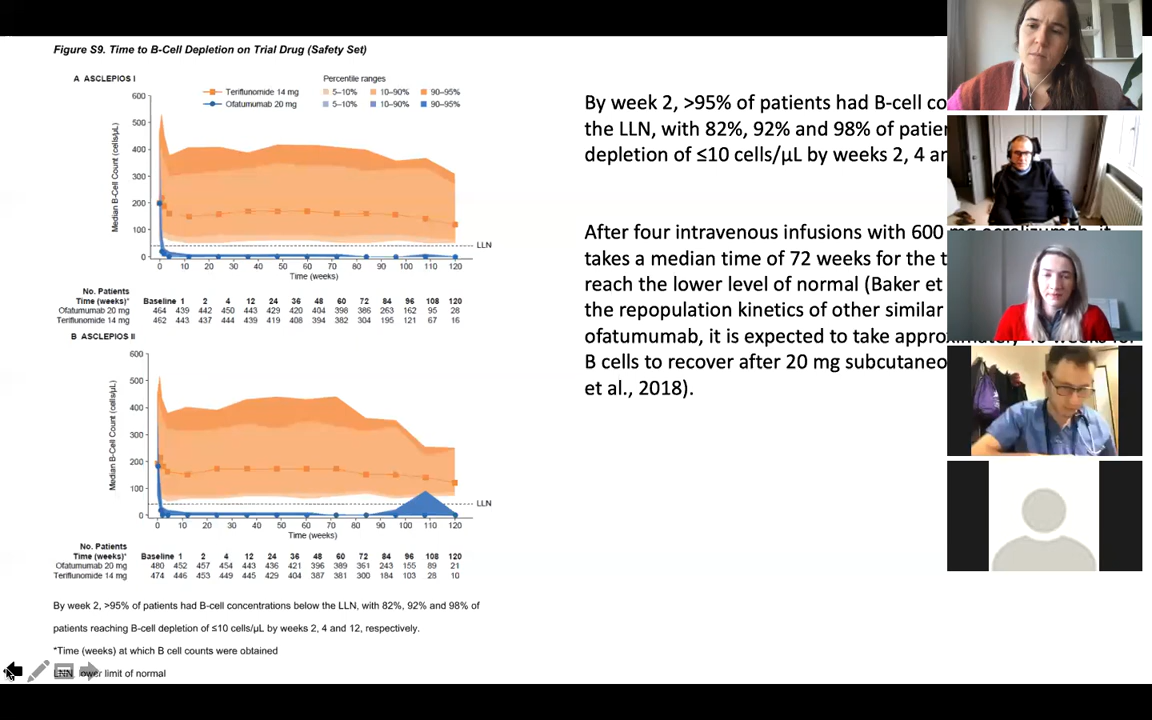 Figure S9. Time to B-Cell Depletion on Trial Drug (Safety Set)
A ASCLEPIOS I
Teriflunomide 14 mg
Ofatumumab 20 mg
Percentile ranges
5–10% 10–90% 90–95%
5–10% 10–90% 90–95%
Median B-Cell Count (cells/µL)
600
500
400
300
200
100
0
LLN
0 10 20 30 40 50 60 70 80 90 100 110 120
Time (weeks)
No. Patients
Time (weeks)* Baseline 1 2 4 12 24 36 48 60 72 84 96 108 120
Ofatumumab 20 mg 464 439 442 450 443 429 420 404 398 386 263 162 95 28
Teriflunomide 14 mg 462 443 437 444 439 419 408 394 382 304 195 121 67 16
B ASCLEPIOS II
Median B-Cell Count (cells/µL)
600
500
400
300
200
100
0
LLN
0 10 20 30 40 50 60 70 80 90 100 110 120
Time (weeks)
No. Patients
Time (weeks)* Baseline 1 2 4 12 24 36 48 60 72 84 96 108 120
Ofatumumab 20 mg 480 452 457 454 443 436 421 396 389 361 243 155 89 21
Teriflunomide 14 mg 474 446 453 449 445 429 404 387 381 300 184 103 28 10
By week 2, >95% of patients had B-cell concentrations below the LLN, with 82%, 92% and 98% of
patients reaching B-cell depletion of ≤10 cells/µL by weeks 2, 4 and 12, respectively.
*Time (weeks) at which B cell counts were obtained
lower limit of normal
By week 2, >95% of patients had B-cell co
the LLN, with 82%, 92% and 98% of patie
depletion of ≤10 cells/µL by weeks 2, 4 a
After four intravenous infusions with 600
takes a median time of 72 weeks for the t
reach the lower level of normal (Baker et
the repopulation kinetics of other similar
ofatumumab, it is expected to take appro
B cells to recover after 20 mg subcutaneo
et al., 2018).